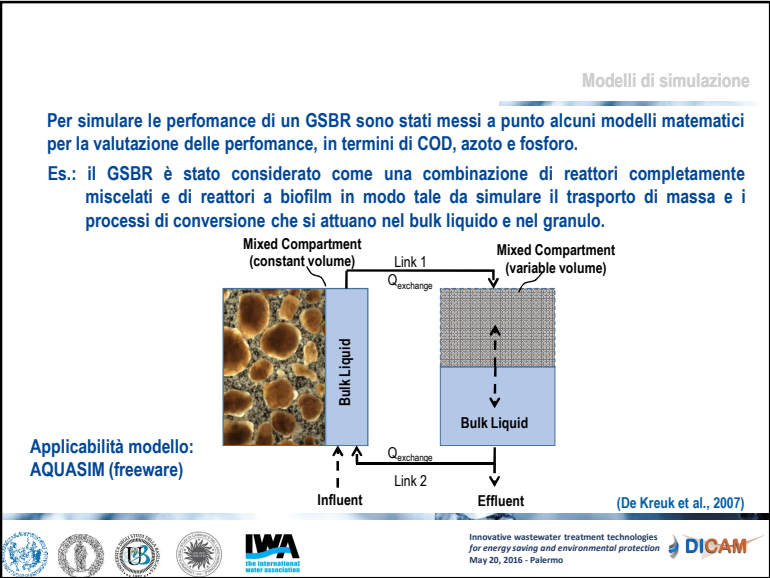 Modelli di simulazione
Per simulare le perfomance di un GSBR sono stati messi a punto alcuni modelli matematici
per la valutazione delle perfomance, in termini di COD, azoto e fosforo.
Es.: il GSBR è stato considerato come una combinazione di reattori completamente
miscelati e di reattori a biofilm in modo tale da simulare il trasporto di massa e i
processi di conversione che si attuano nel bulk liquido e nel granulo.
Mixed Compartment
(constant volume)
Link 1
Qexchange
Mixed Compartment
(variable volume)
Bulk Liquid
Bulk Liquid
Applicabilità modello:
AQUASIM (freeware)
Qexchange
Link 2
Influent
Effluent
(De Kreuk et al., 2007)
IWA
the international
water association
Innovative wastewater treatment technologies
for energy saving and environmental protection
May 20, 2016 - Palermo
DICAM